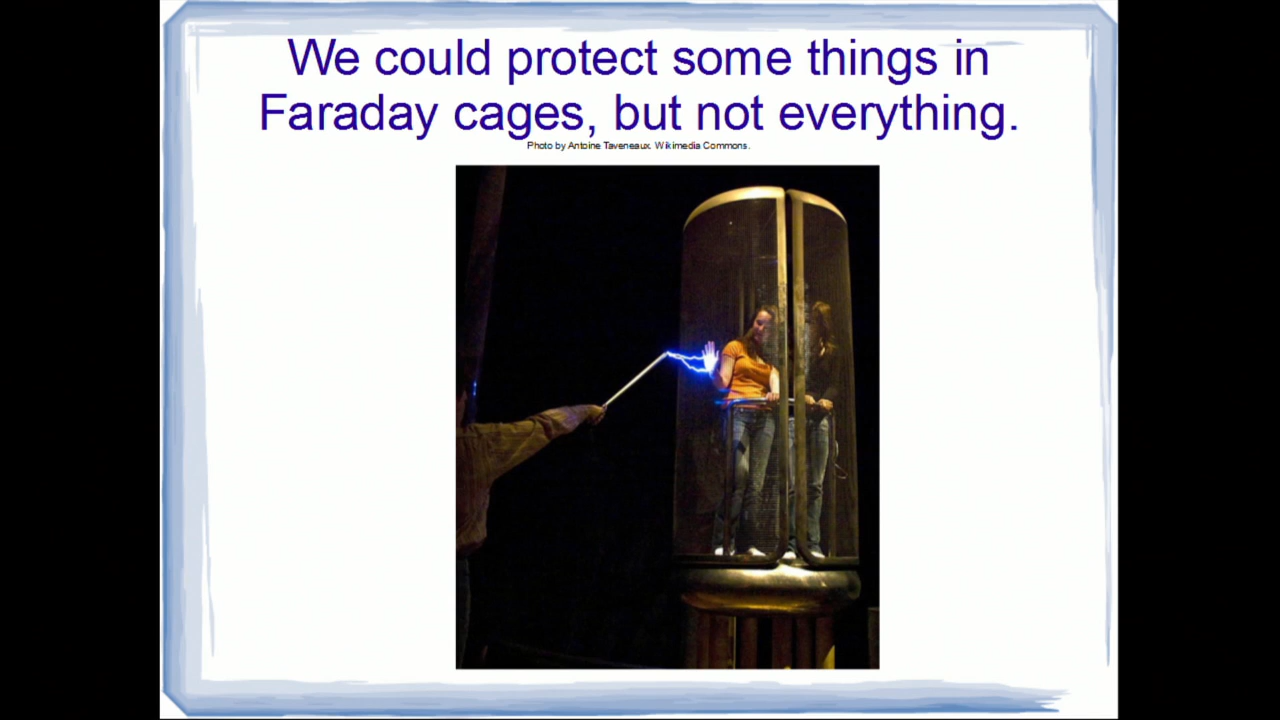 We could protect some things in
Faraday cages, but not everything.
Photo by Antoine Taveneaux. Wikimedia Commons.